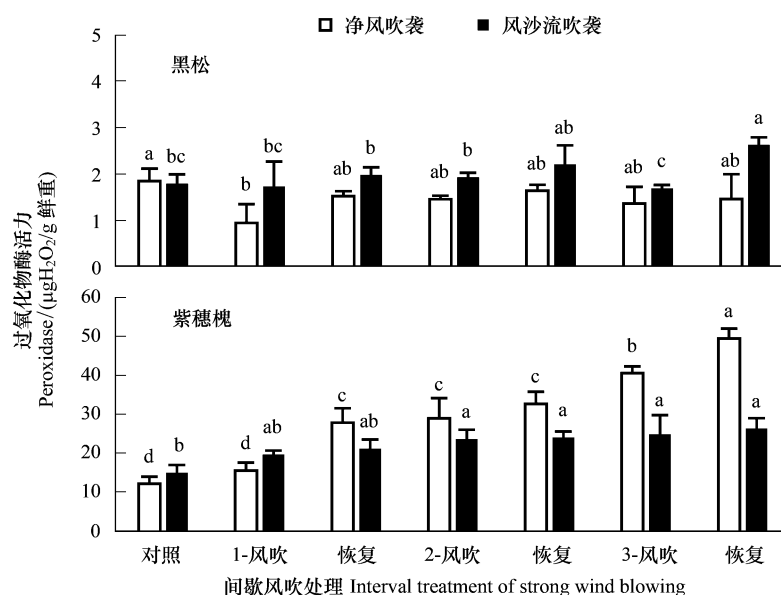 净风吹袭 风沙流吹袭
过氧化物酶活力
Peroxidase/(μgH₂O₂/g 鲜重)
5
黑松
4
3
2
1
0
a bc b bc ab b ab b ab ab ab c ab a
60
紫穗槐
50
40
30
20
10
0
d b d ab c ab c a c a b a a a
对照 1-风吹 恢复 2-风吹 恢复 3-风吹 恢复
间歇风吹处理 Interval treatment of strong wind blowing